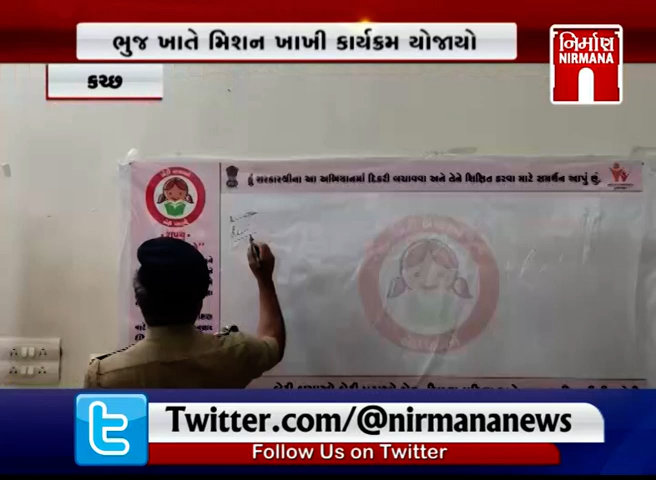 ભુજ ખાતે મિશન ખાખી કાર્યક્રમ યોજાયો
નિર્માણ
NIRMANA
કચ્છ
હું સરકારશ્રીના આ અભિયાનમાં દિકરી બચાવવા અને તેને શિક્ષિત કરવા માટે સમર્થન આપું છું.
શપથ
Twitter.com/@nirmananews
Follow Us on Twitter